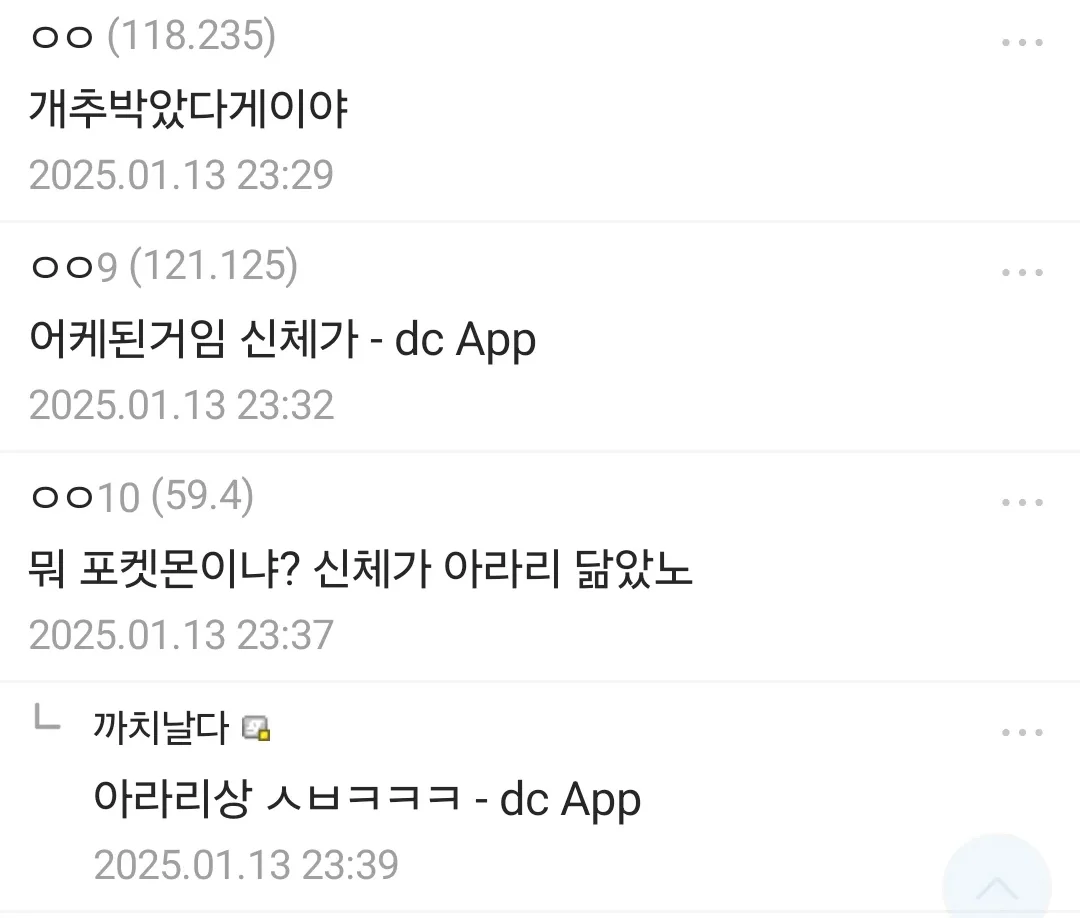 ㅇㅇ (118.235)
개추박았다게이야
2025.01.13 23:29
ㅇㅇ9 (121.125)
어케된거임 신체가 - dc App
2025.01.13 23:32
ㅇㅇ10 (59.4)
뭐 포켓몬이냐? 신체가 아라리 닮았노
2025.01.13 23:37
까치날다
아라리상 ㅅㅂㅋㅋㅋ - dc App
2025.01.13 23:39